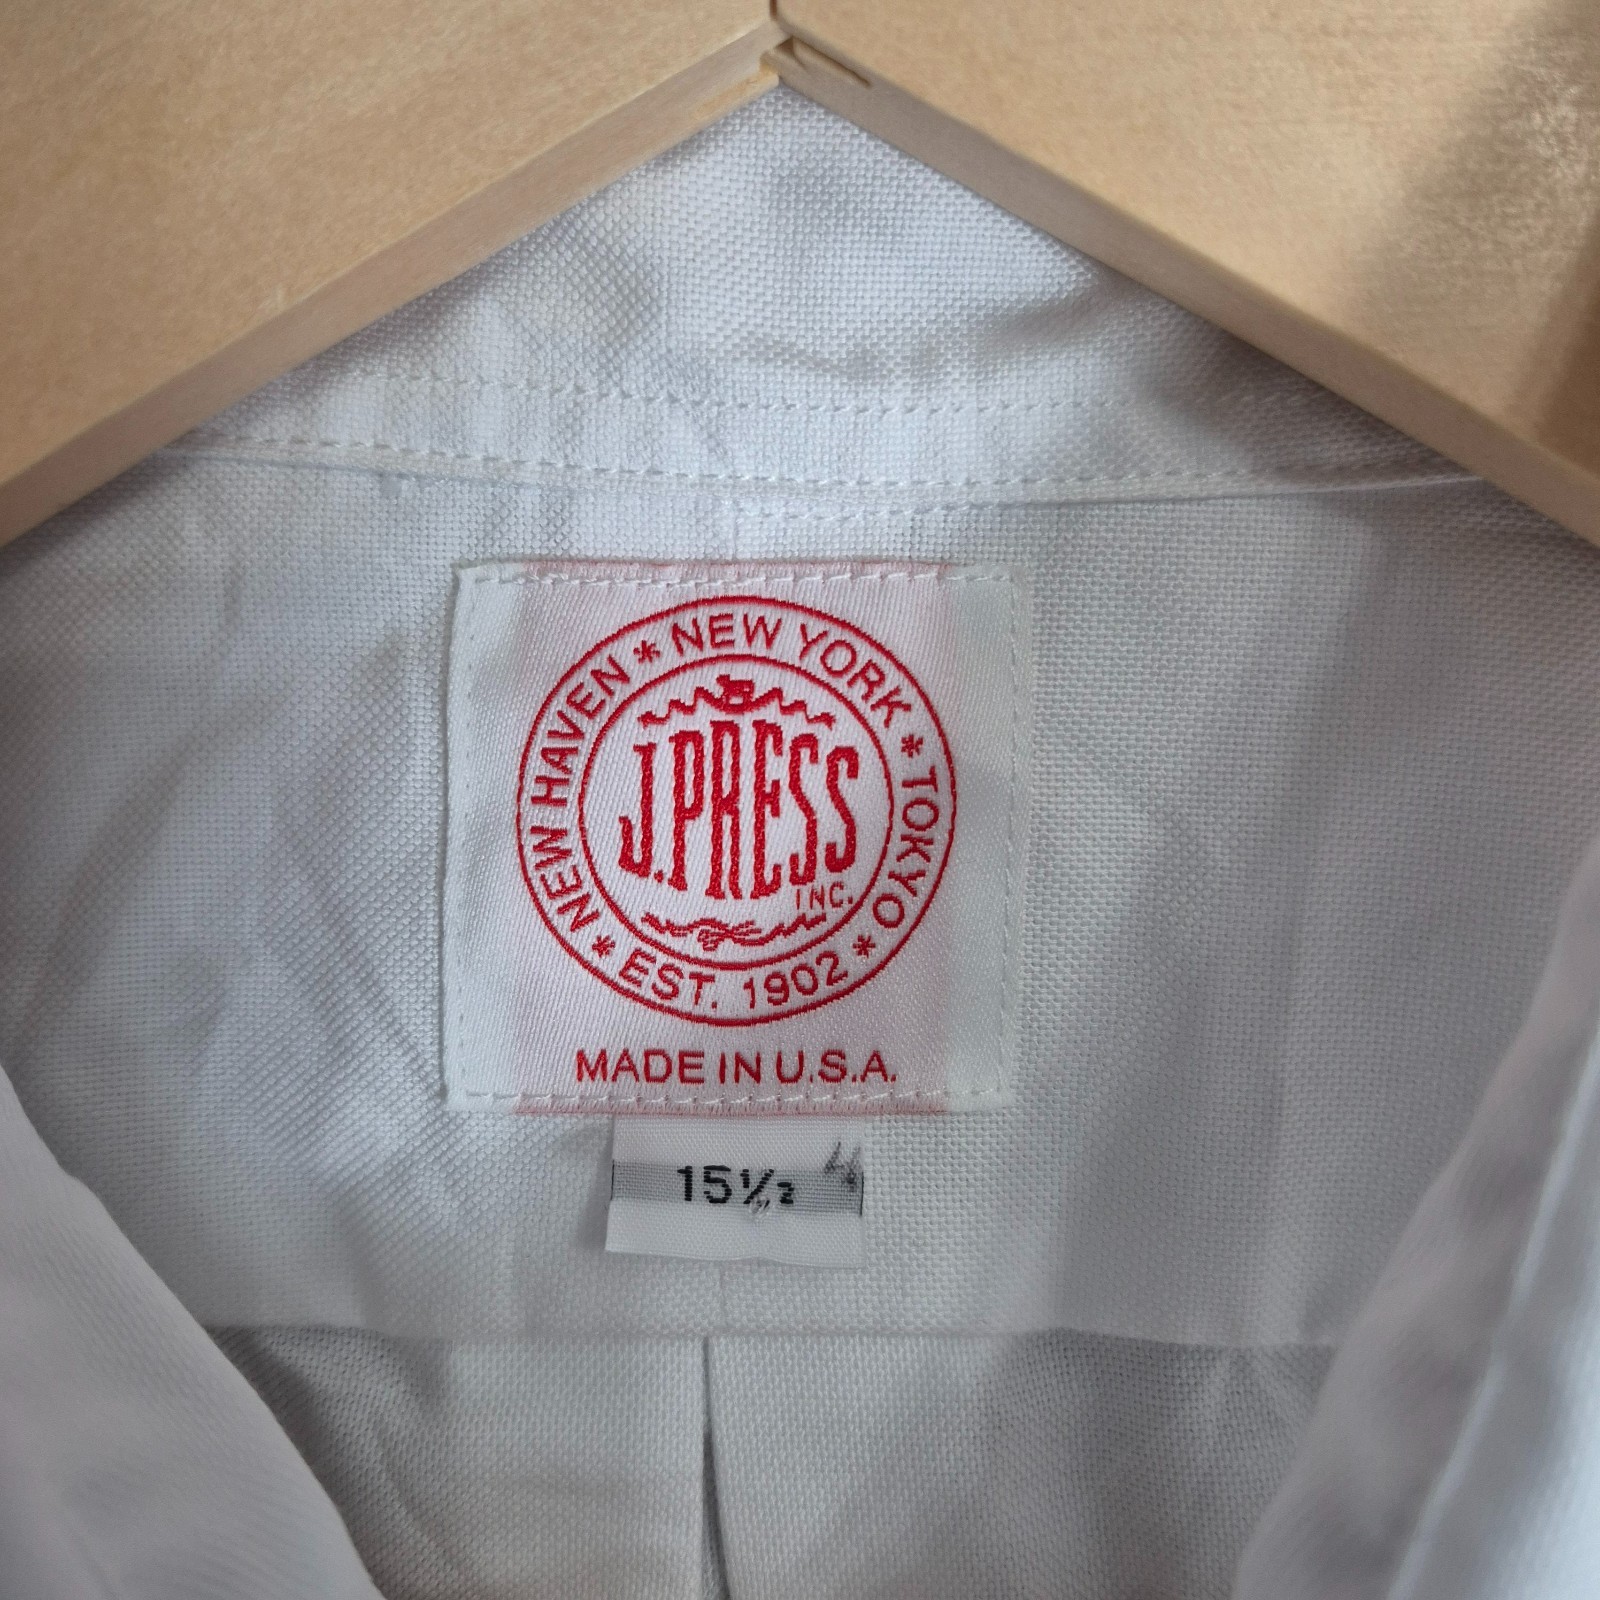 NEW HAVEN * NEW YORK * TOKYO *
J.PRESS
INC.
* EST. 1902 *
MADE IN U.S.A.
15½